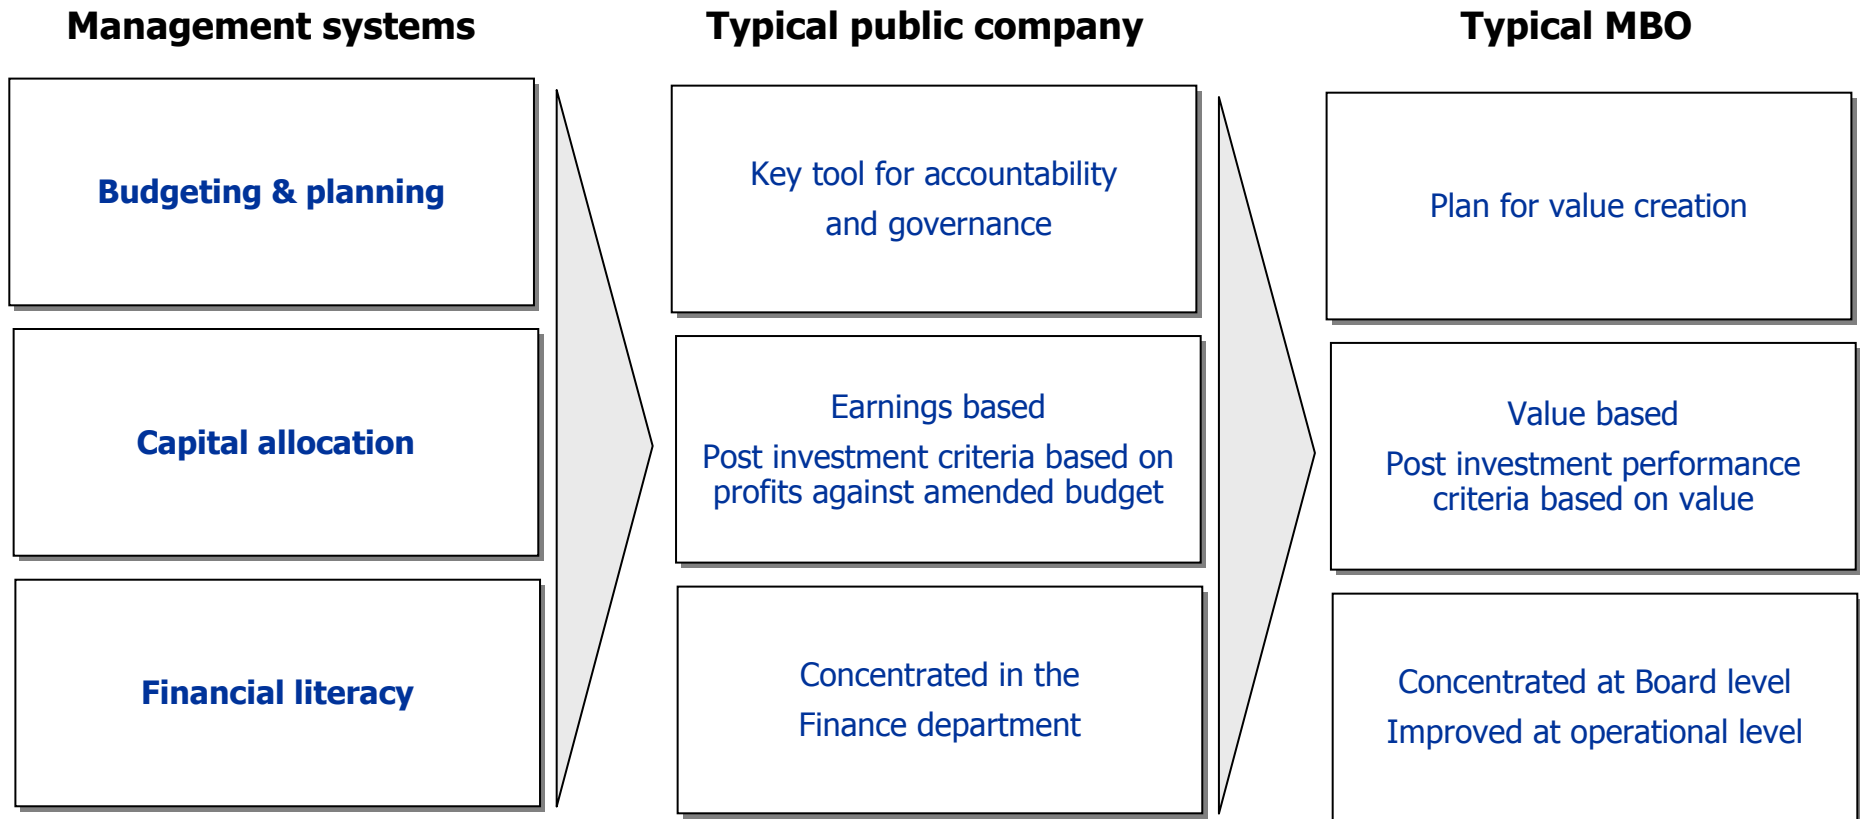 Management systems
Typical public company
Typical MBO
Budgeting & planning
Key tool for accountability
and governance
Plan for value creation
Capital allocation
Earnings based
Post investment criteria based on
profits against amended budget
Value based
Post investment performance
criteria based on value
Financial literacy
Concentrated in the
Finance department
Concentrated at Board level
Improved at operational level